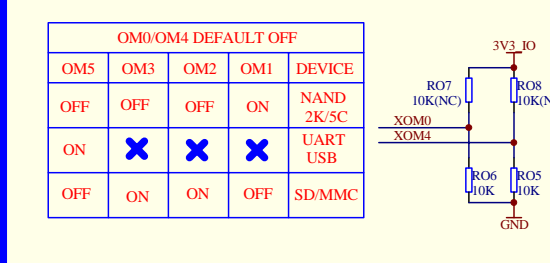 OM0/OM4 DEFAULT OFF
OM5 OM3 OM2 OM1 DEVICE
OFF OFF OFF ON NAND
2K/5C
ON UART
USB
OFF ON ON OFF SD/MMC
3V3_IO
RO7 RO8
10K(NC) 10K(N
XOM0
XOM4
RO6 RO5
10K 10K
GND